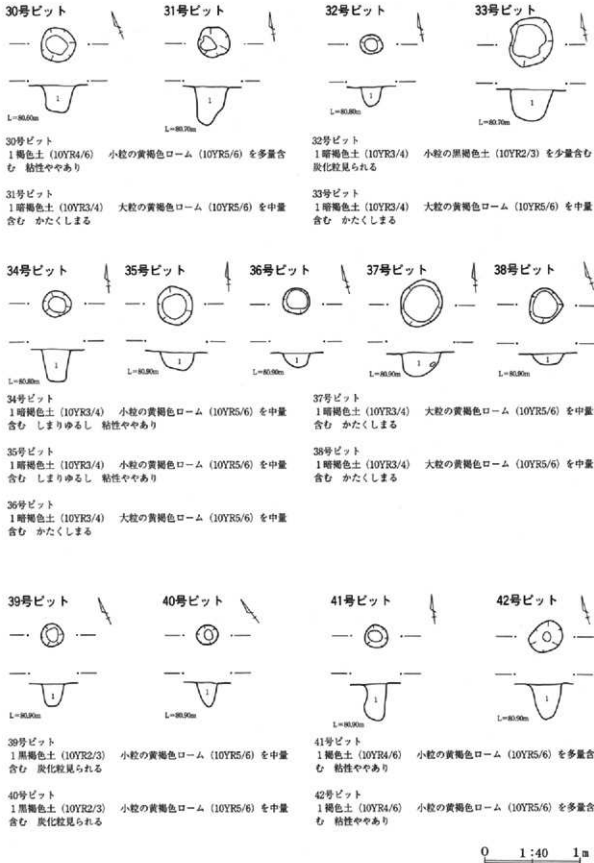 30号ピット 31号ピット 32号ピット 33号ピット
1 1 1 1
L=80.60m L=80.70m L=80.80m L=80.70m
30号ピット
1 褐色土(10YR4/6) 小粒の黄褐色ローム(10YR5/6)を多量含
む 粘性ややあり
31号ピット
1 暗褐色土(10YR3/4) 大粒の黄褐色ローム(10YR5/6)を中量
含む かたくしまる
32号ピット
1 暗褐色土(10YR3/4) 小粒の黒褐色土(10YR2/3)を少量含む
炭化粒見られる
33号ピット
1 暗褐色土(10YR3/4) 大粒の黄褐色ローム(10YR5/6)を中量
含む かたくしまる
34号ピット 35号ピット 36号ピット 37号ピット 38号ピット
1 1 1 1 1
L=80.80m L=80.90m L=80.90m L=80.90m L=80.90m
34号ピット
1 暗褐色土(10YR3/4) 小粒の黄褐色ローム(10YR5/6)を中量
含む しまりゆるし 粘性ややあり
35号ピット
1 暗褐色土(10YR3/4) 小粒の黄褐色ローム(10YR5/6)を中量
含む しまりゆるし 粘性ややあり
36号ピット
1 暗褐色土(10YR3/4) 大粒の黄褐色ローム(10YR5/6)を中量
含む かたくしまる
37号ピット
1 暗褐色土(10YR3/4) 大粒の黄褐色ローム(10YR5/6)を中量
含む かたくしまる
38号ピット
1 暗褐色土(10YR3/4) 大粒の黄褐色ローム(10YR5/6)を中量
含む かたくしまる
39号ピット 40号ピット 41号ピット 42号ピット
1 1 1 1
L=80.90m L=80.90m L=80.90m L=80.90m
39号ピット
1 黒褐色土(10YR2/3) 小粒の黄褐色ローム(10YR5/6)を中量
含む 炭化粒見られる
40号ピット
1 黒褐色土(10YR2/3) 小粒の黄褐色ローム(10YR5/6)を中量
含む 炭化粒見られる
41号ピット
1 褐色土(10YR4/6) 小粒の黄褐色ローム(10YR5/6)を多量含
む 粘性ややあり
42号ピット
1 褐色土(10YR4/6) 小粒の黄褐色ローム(10YR5/6)を多量含
む 粘性ややあり
0 1:40 1m